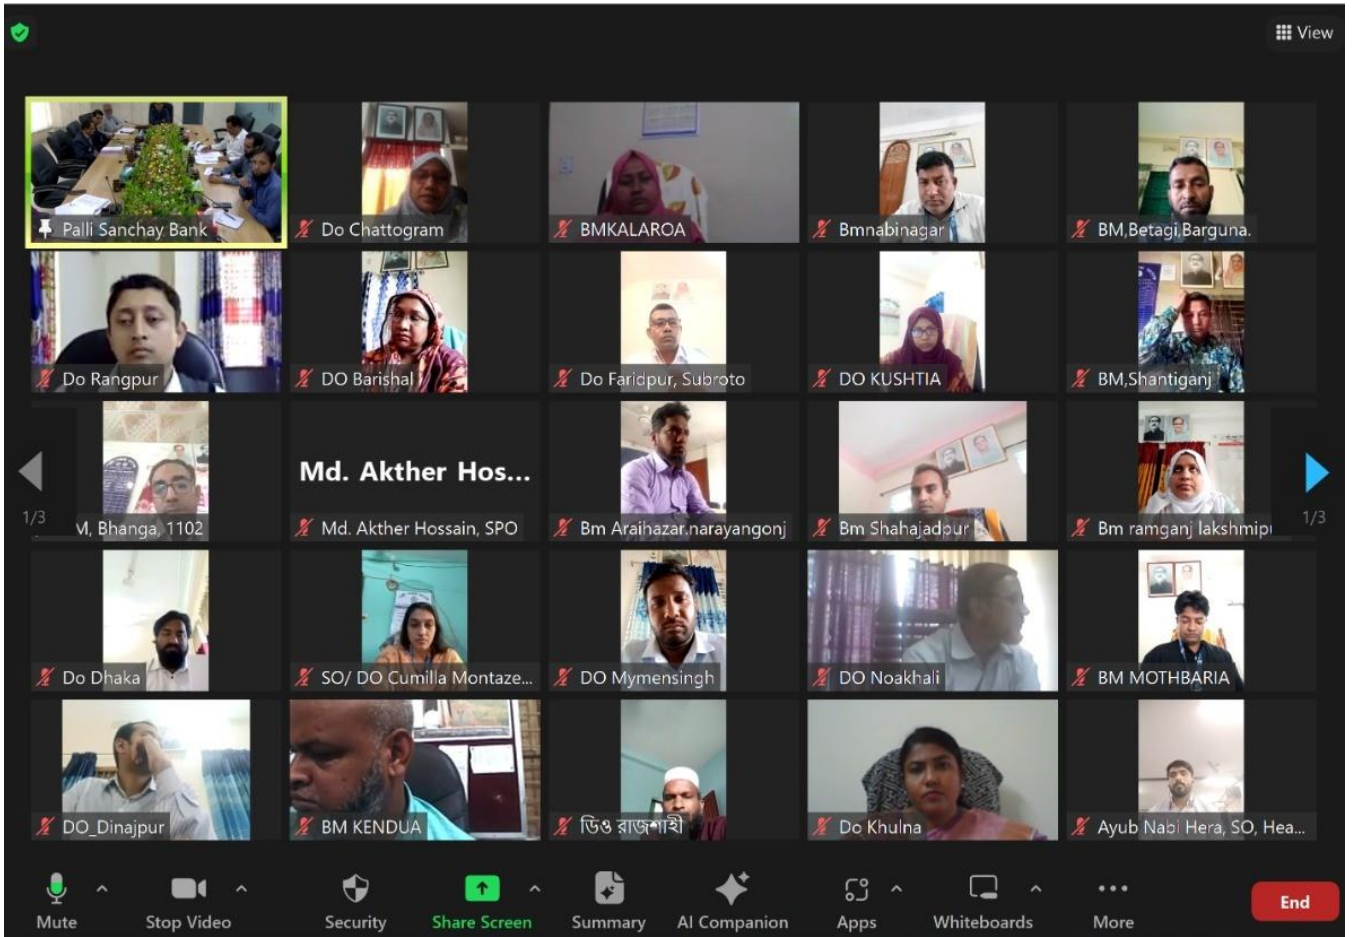 View
Palli Sanchay Bank
Do Chattogram
BMKALAROA
Bmnabinagar
BM,Betagi,Barguna.
Do Rangpur
DO Barishal
Do Faridpur, Subroto
DO KUSHTIA
BM,Shantiganj
1/3
M, Bhanga, 1102
Md. Akther Hos...
Md. Akther Hossain, SPO
Bm Araihazar.narayangonj
Bm Shahajadpur
Bm ramganj lakshmipu
1/3
Do Dhaka
SO/ DO Cumilla Montaze...
DO Mymensingh
DO Noakhali
BM MOTHBARIA
DO_Dinajpur
BM KENDUA
ডিও রাজশাহী
Do Khulna
Ayub Nabi Hera, SO, Hea...
Mute
Stop Video
Security
Share Screen
Summary
AI Companion
Apps
Whiteboards
More
End